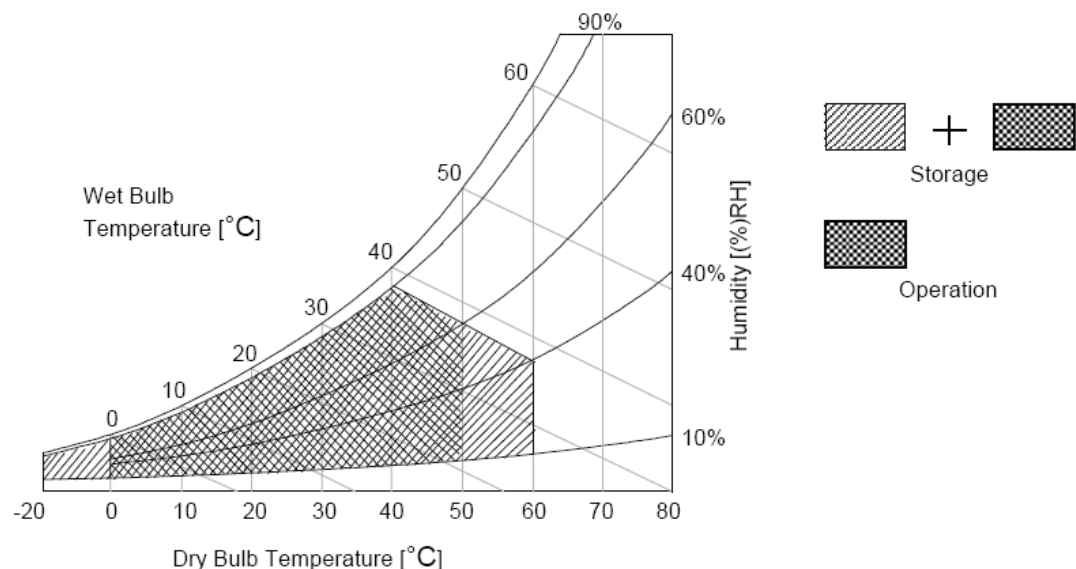 90%
60
60%
50
Storage
Wet Bulb
Temperature [°C]
40
40%
Humidity [(%)RH]
30
Operation
20
10
0
10%
-20 0 10 20 30 40 50 60 70 80
Dry Bulb Temperature [°C]